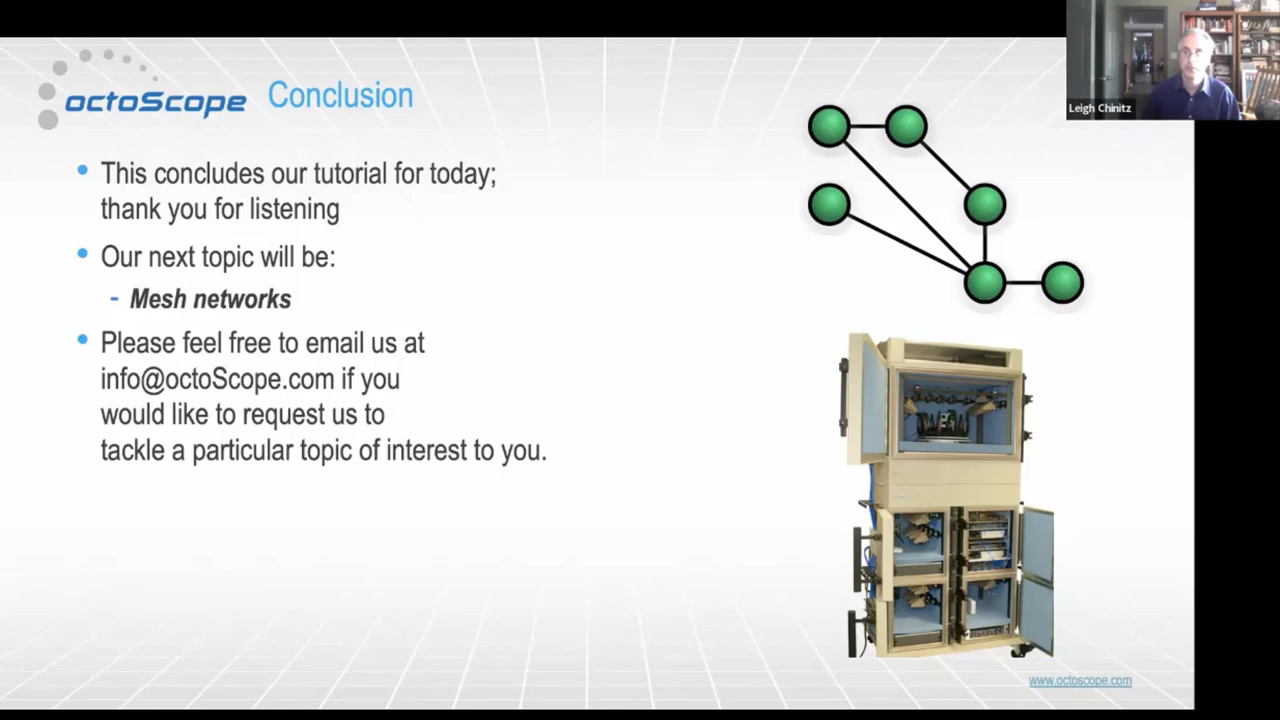 octoScope Conclusion
Leigh Chinitz
This concludes our tutorial for today;
thank you for listening
Our next topic will be:
- Mesh networks
Please feel free to email us at
info@octoScope.com if you
would like to request us to
tackle a particular topic of interest to you.
www.octoscope.com